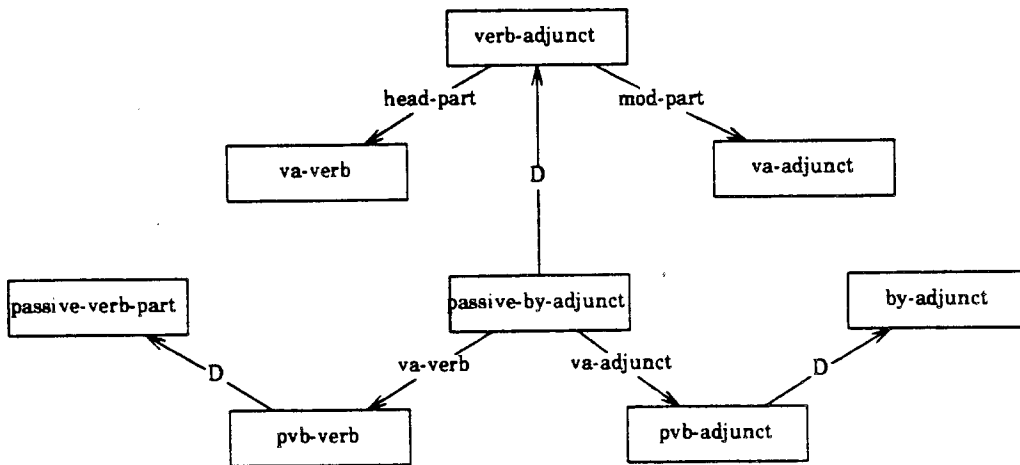 verb-adjunct
head-part
mod-part
va-verb
va-adjunct
D
passive-verb-part
passive-by-adjunct
by-adjunct
va-verb
va-adjunct
D
D
pvb-verb
pvb-adjunct